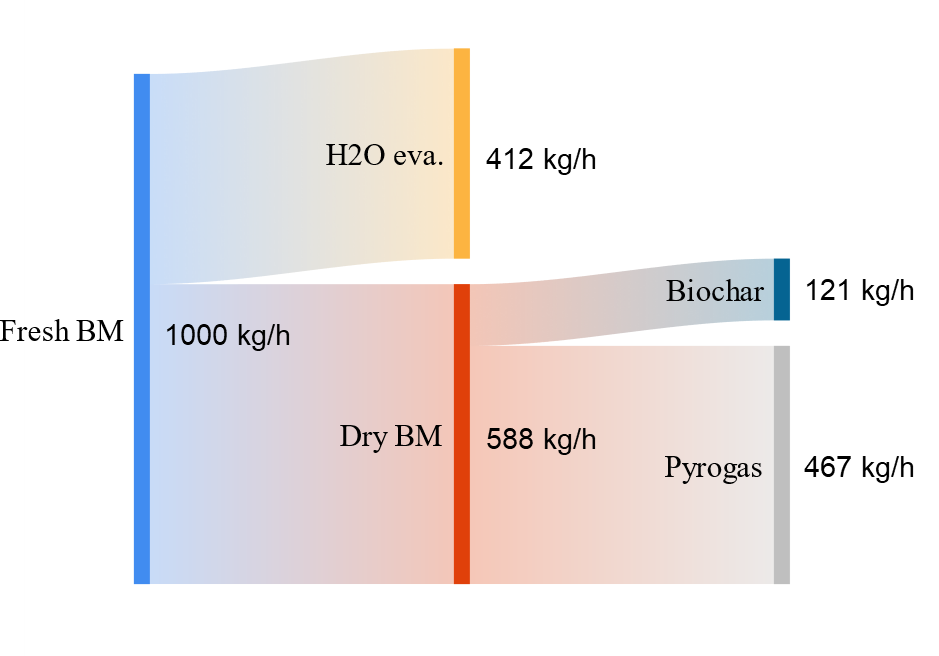 H2O eva.
412 kg/h
Biochar
121 kg/h
Fresh BM
1000 kg/h
Dry BM
588 kg/h
Pyrogas
467 kg/h